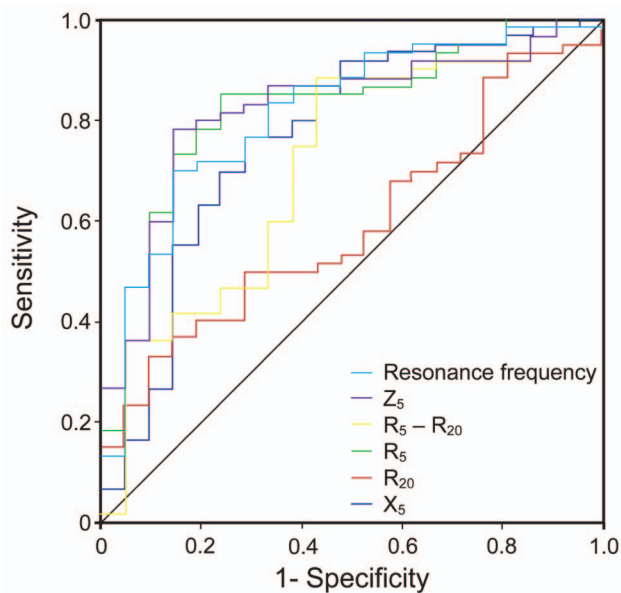 1.0
0.8
0.6
0.4
0.2
0
Sensitivity
Resonance frequency
Z₅
R₅ – R₂₀
R₅
R₂₀
X₅
0 0.2 0.4 0.6 0.8 1.0
1- Specificity